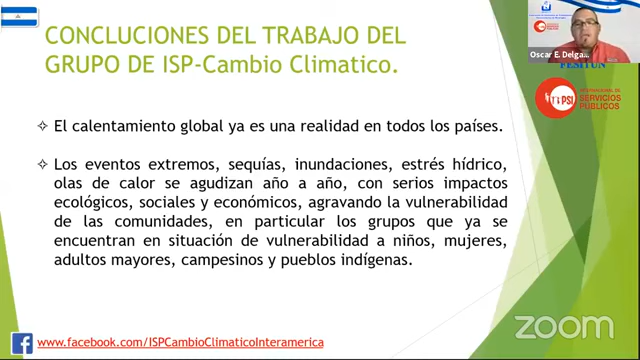 CONCLUCIONES DEL TRABAJO DEL
GRUPO DE ISP-Cambio Climatico.
Oscar E. Delga...
FESITUN
PSI
INTERNACIONAL DE
SERVICIOS
PÚBLICOS
✧ El calentamiento global ya es una realidad en todos los países.
✧ Los eventos extremos, sequías, inundaciones, estrés hídrico,
olas de calor se agudizan año a año, con serios impactos
ecológicos, sociales y económicos, agravando la vulnerabilidad
de las comunidades, en particular los grupos que ya se
encuentran en situación de vulnerabilidad a niños, mujeres,
adultos mayores, campesinos y pueblos indígenas.
zoom
www.facebook.com/ISPCambioClimaticoInteramerica